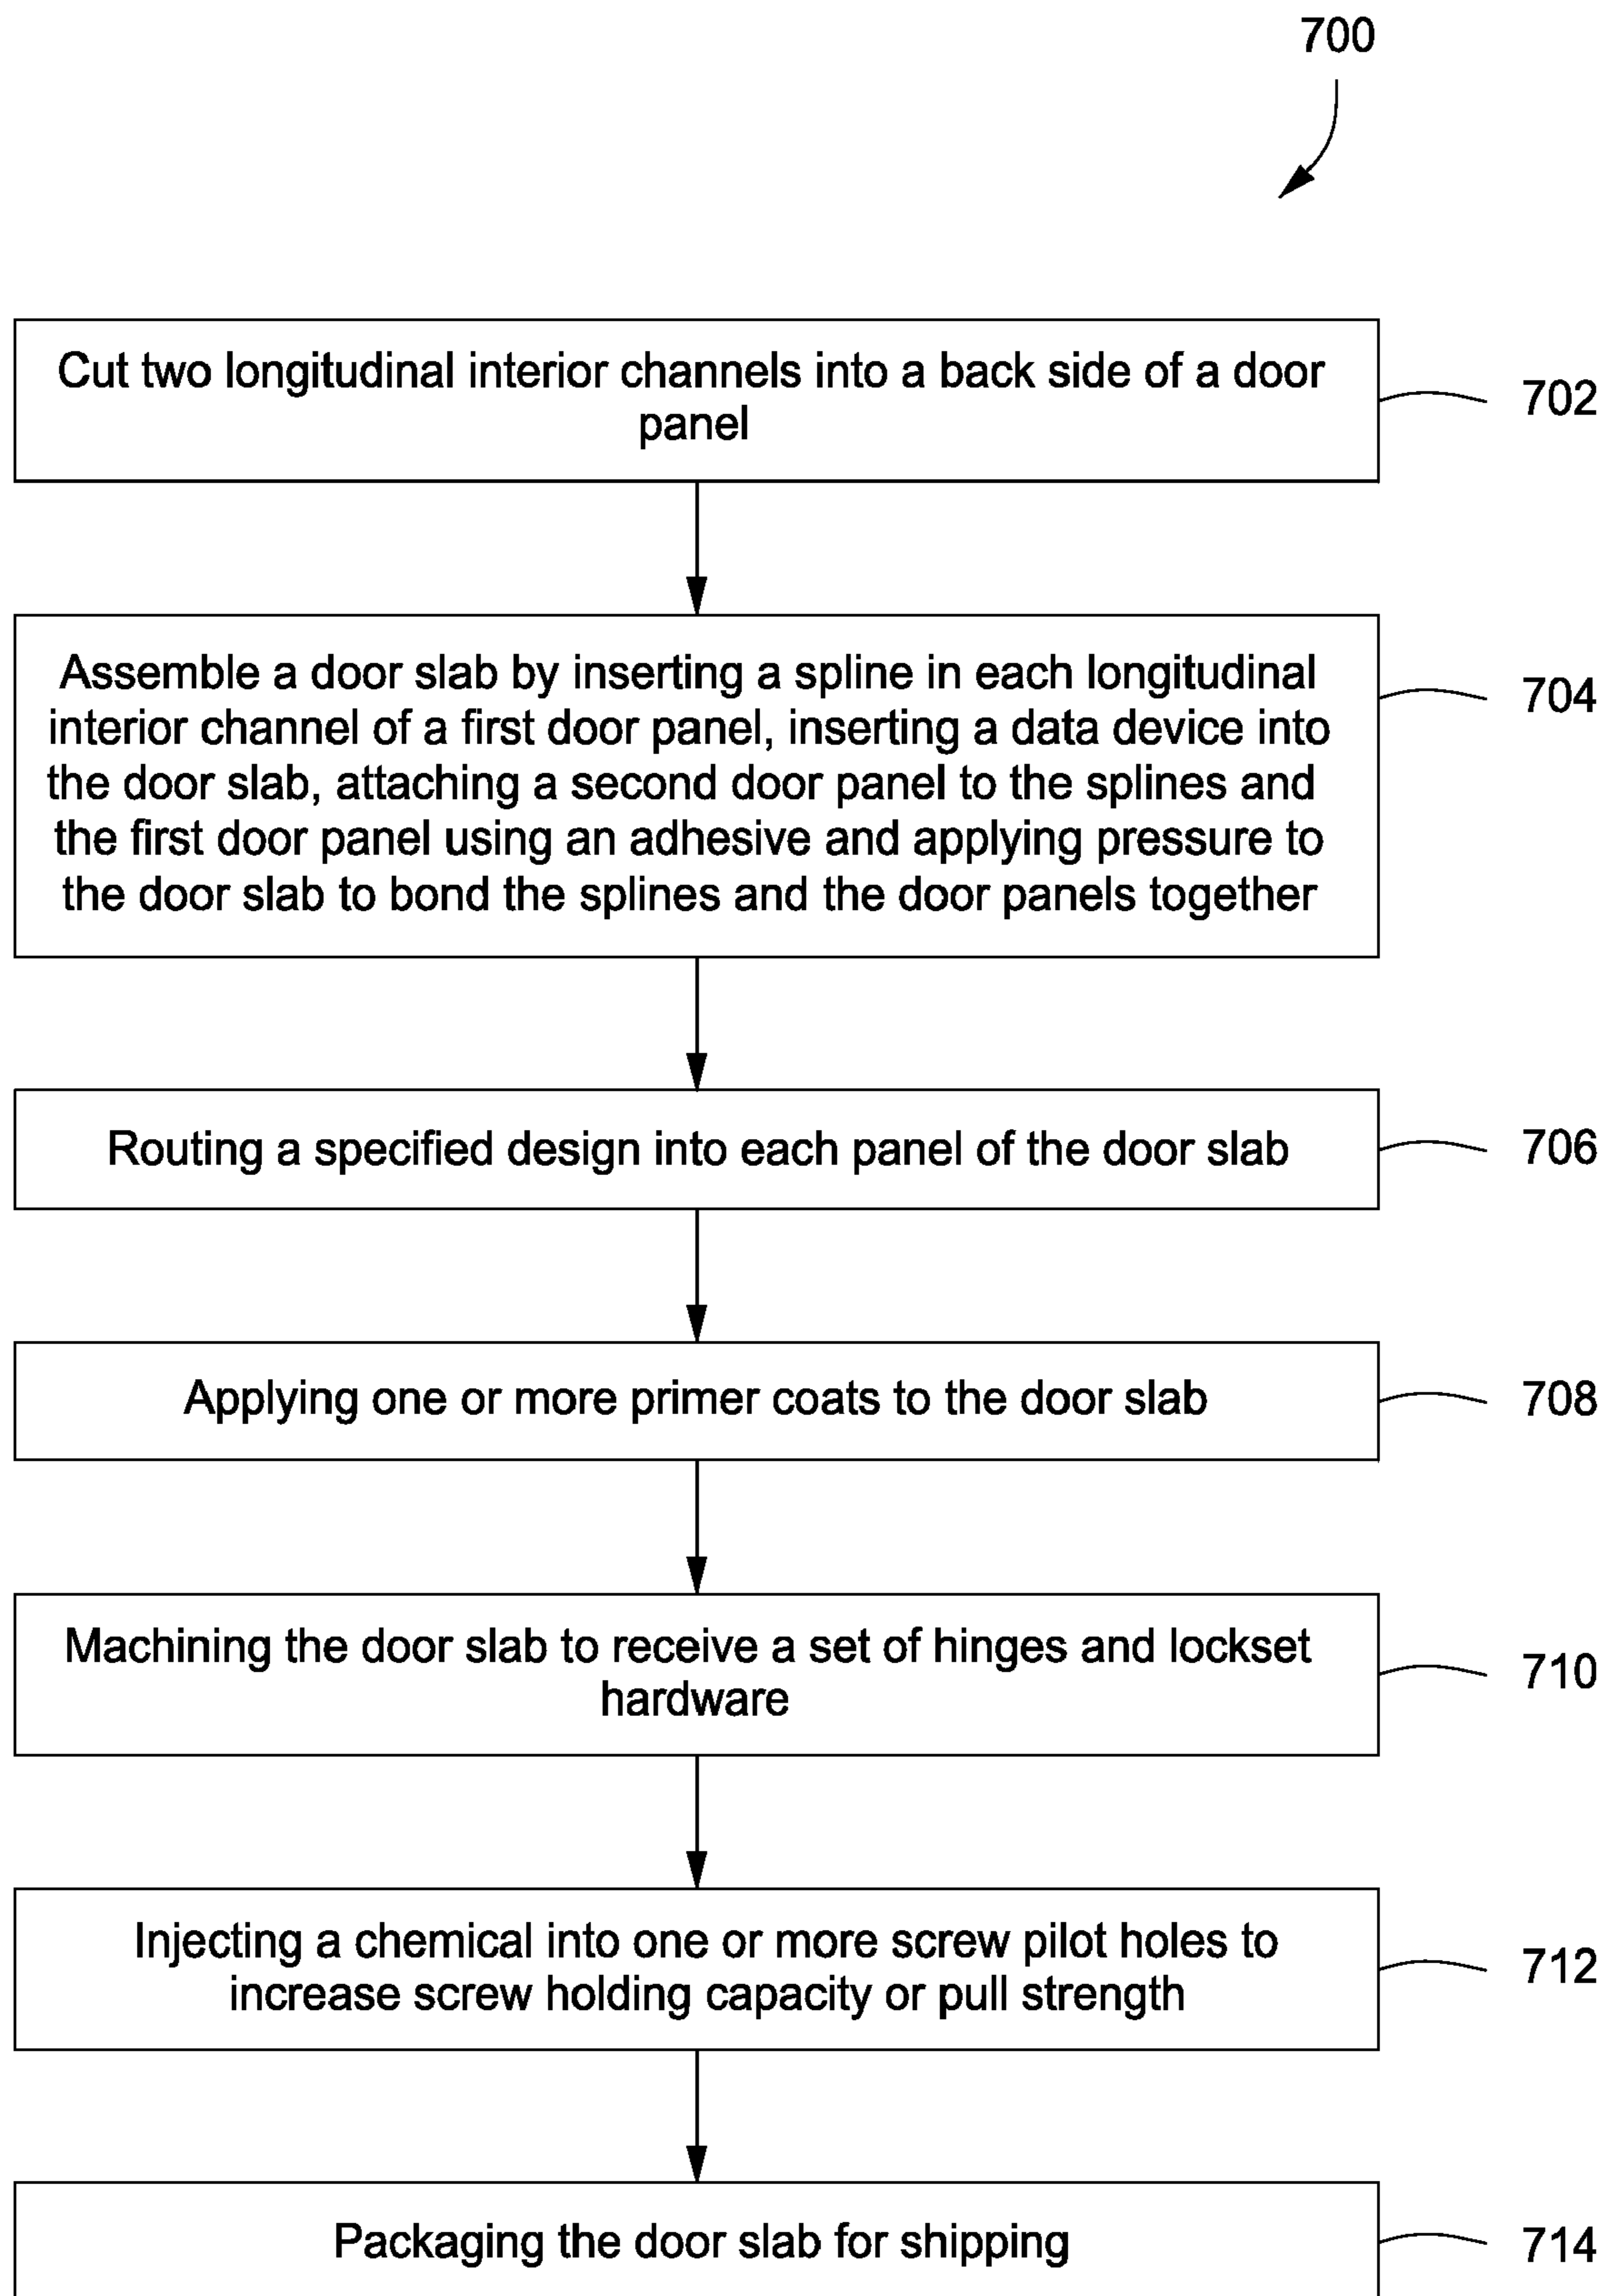 700
Cut two longitudinal interior channels into a back side of a door
panel
702
Assemble a door slab by inserting a spline in each longitudinal
interior channel of a first door panel, inserting a data device into
the door slab, attaching a second door panel to the splines and
the first door panel using an adhesive and applying pressure to
the door slab to bond the splines and the door panels together
704
Routing a specified design into each panel of the door slab
706
Applying one or more primer coats to the door slab
708
Machining the door slab to receive a set of hinges and lockset
hardware
710
Injecting a chemical into one or more screw pilot holes to
increase screw holding capacity or pull strength
712
Packaging the door slab for shipping
714